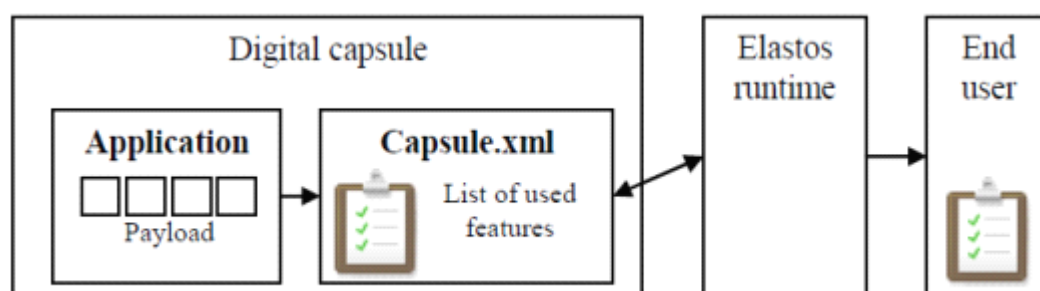 Digital capsule
Application
Payload
Capsule.xml
List of used
features
Elastos
runtime
End
user